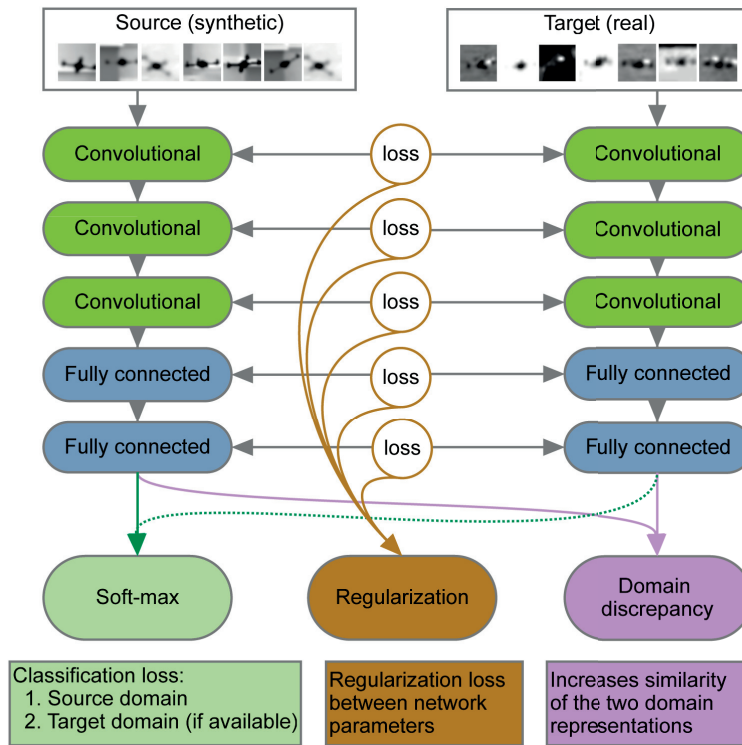 Source (synthetic)
Target (real)
Convolutional
loss
Convolutional
Convolutional
loss
Convolutional
Convolutional
loss
Convolutional
Fully connected
loss
Fully connected
Fully connected
loss
Fully connected
Soft-max
Regularization
Domain
discrepancy
Classification loss:
1. Source domain
2. Target domain (if available)
Regularization loss
between network
parameters
Increases similarity
of the two domain
representations